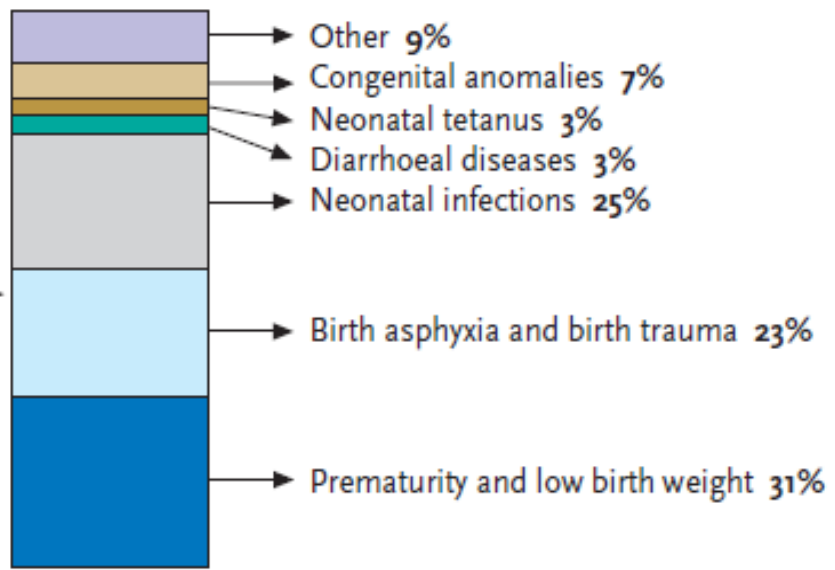 Other 9%
Congenital anomalies 7%
Neonatal tetanus 3%
Diarrhoeal diseases 3%
Neonatal infections 25%
Birth asphyxia and birth trauma 23%
Prematurity and low birth weight 31%